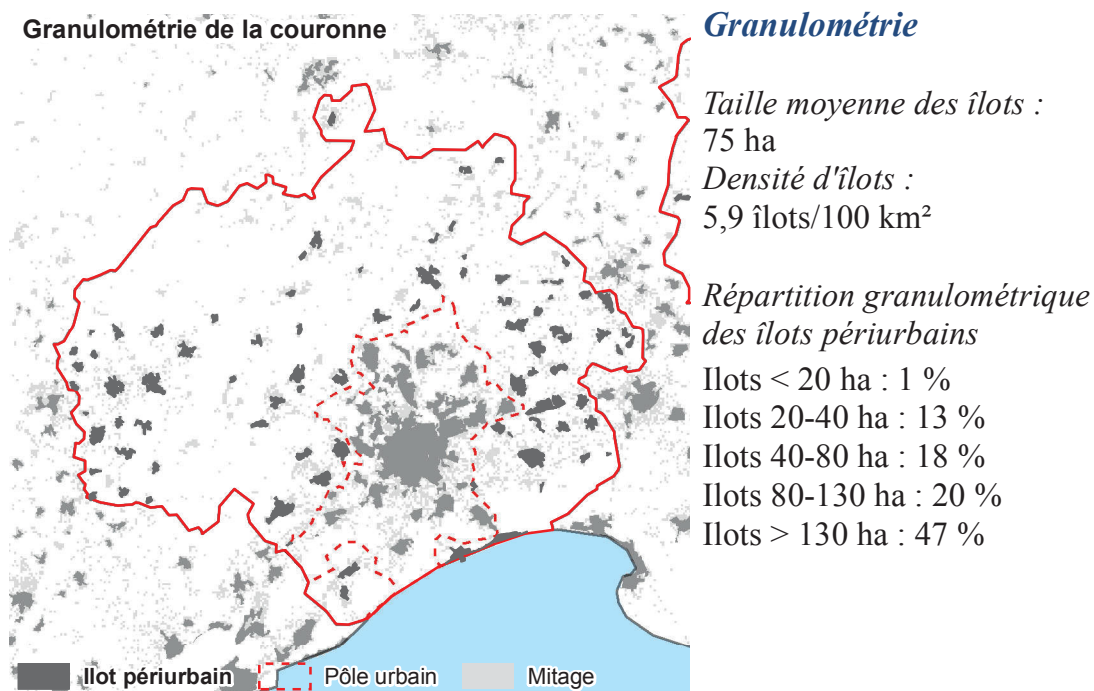 Granulométrie de la couronne
Ilot périurbain
Pôle urbain
Mitage
Granulométrie
Taille moyenne des îlots :
75 ha
Densité d'îlots :
5,9 îlots/100 km²
Répartition granulométrique
des îlots périurbains
Ilots < 20 ha : 1 %
Ilots 20-40 ha : 13 %
Ilots 40-80 ha : 18 %
Ilots 80-130 ha : 20 %
Ilots > 130 ha : 47 %